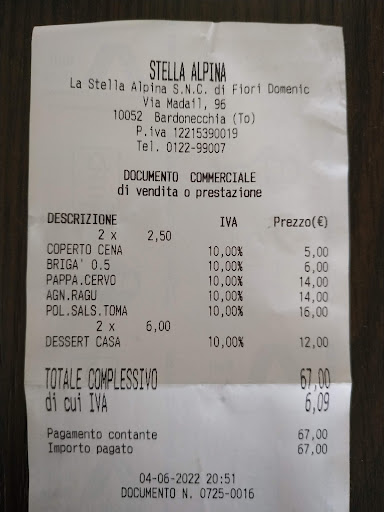 STELLA ALPINA
La Stella Alpina S.N.C. di Fiori Domenic
Via Madail, 96
10052 Bardonecchia (To)
P.iva 12215390019
Tel. 0122-99007
DOCUMENTO COMMERCIALE
di vendita o prestazione
DESCRIZIONE IVA Prezzo(€)
2 x 2,50
COPERTO CENA 10,00% 5,00
BRIGA' 0.5 10,00% 6,00
PAPPA.CERVO 10,00% 14,00
AGN.RAGU 10,00% 14,00
POL.SALS.TOMA 10,00% 16,00
2 x 6,00
DESSERT CASA 10,00% 12,00
TOTALE COMPLESSIVO 67,00
di cui IVA 6,09
Pagamento contante 67,00
Importo pagato 67,00
04-06-2022 20:51
DOCUMENTO N. 0725-0016